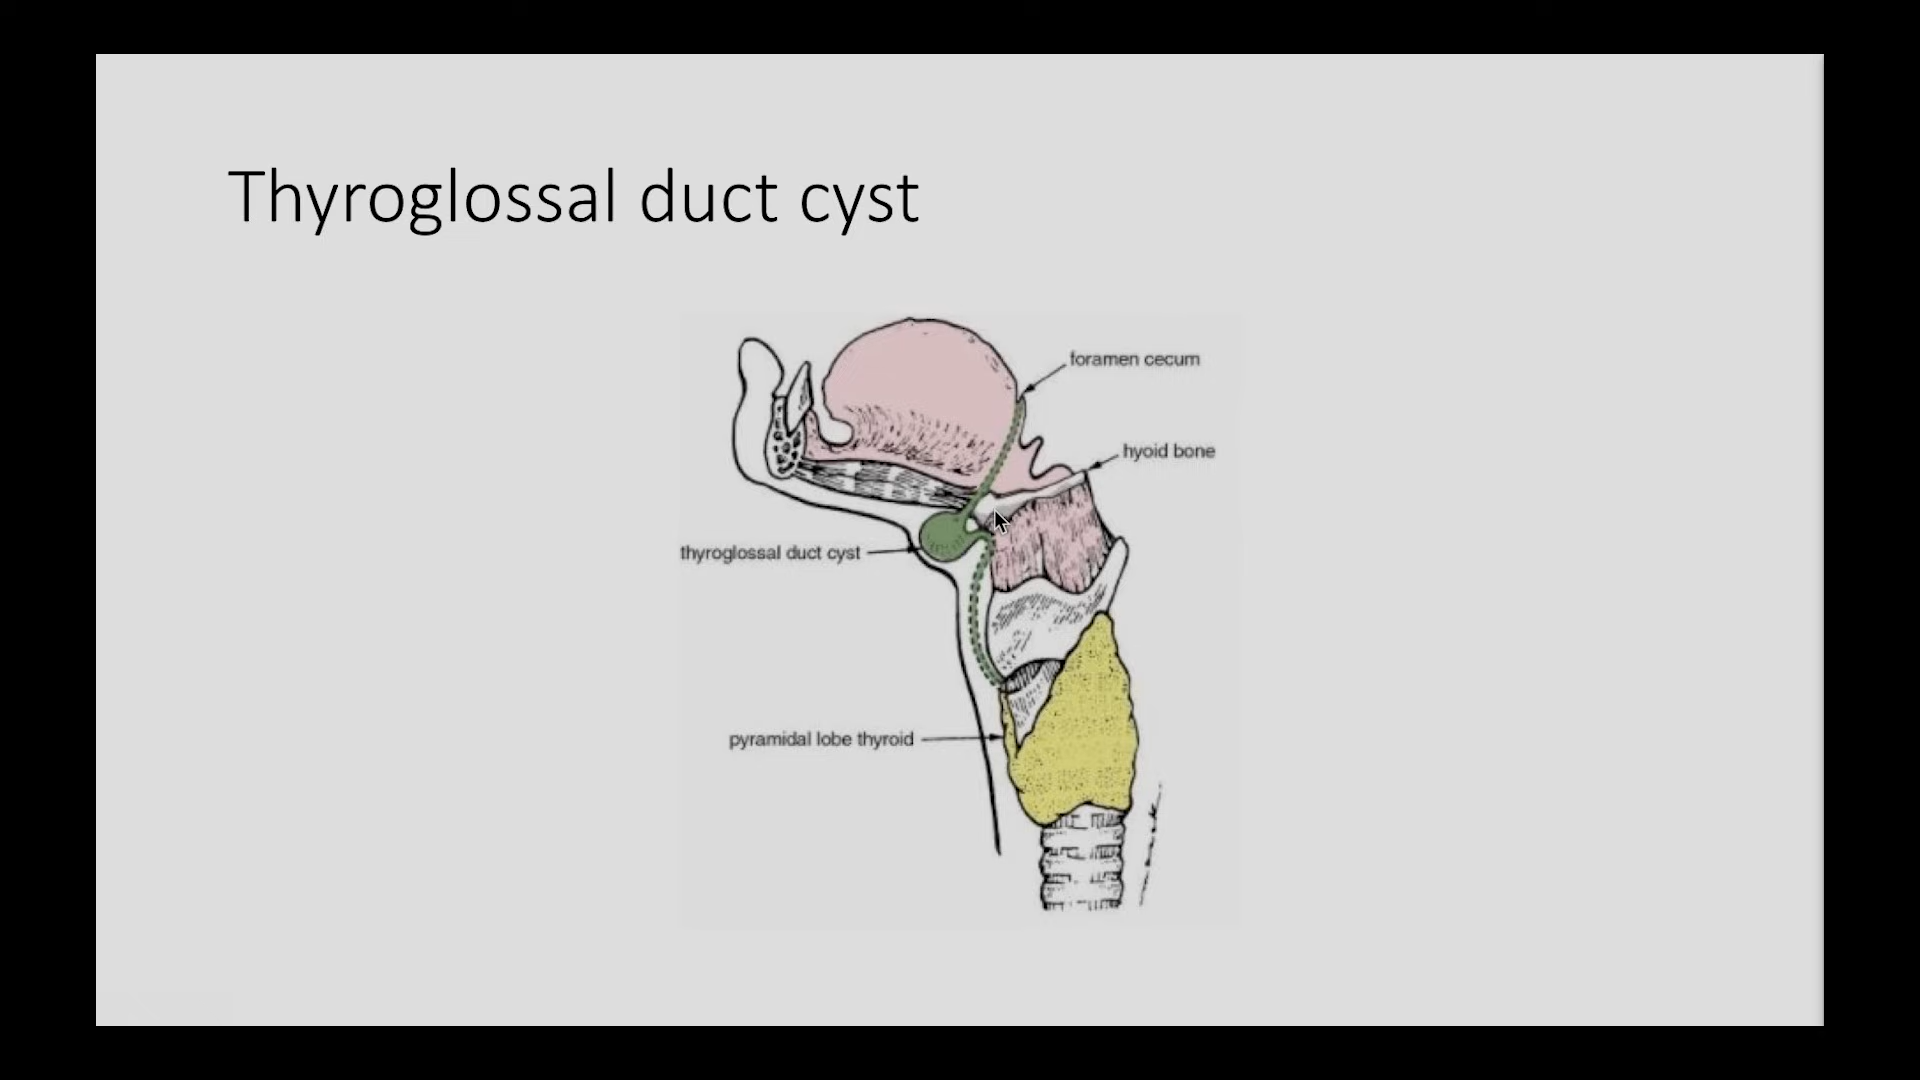 Thyroglossal duct cyst
foramen cecum
hyoid bone
thyroglossal duct cyst
pyramidal lobe thyroid